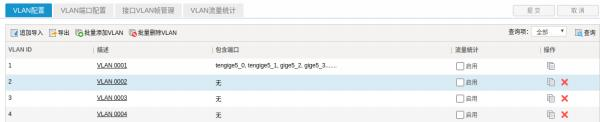 VLAN配置 VLAN端口配置 接口VLAN帧管理 VLAN流量统计 提 交 取 消
追加导入 导出 批量添加VLAN 批量删除VLAN 查询项: 全部 查询
VLAN ID 描述 包含端口 流量统计 操作
1 VLAN 0001 tengige5_0, tengige5_1, gige5_2, gige5_3....... 启用
2 VLAN 0002 无 启用
3 VLAN 0003 无 启用
4 VLAN 0004 无 启用